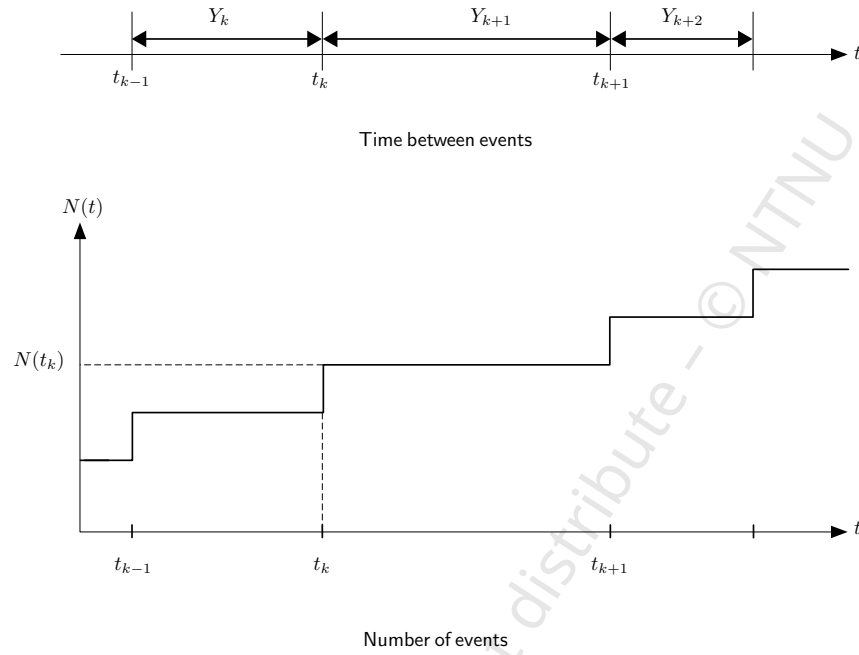 Y_k Y_{k+1} Y_{k+2}
t
t_{k−1} t_k t_{k+1}
Time between events
N(t)
N(t_k)
t
t_{k−1} t_k t_{k+1}
Number of events
t distribute – © NTNU